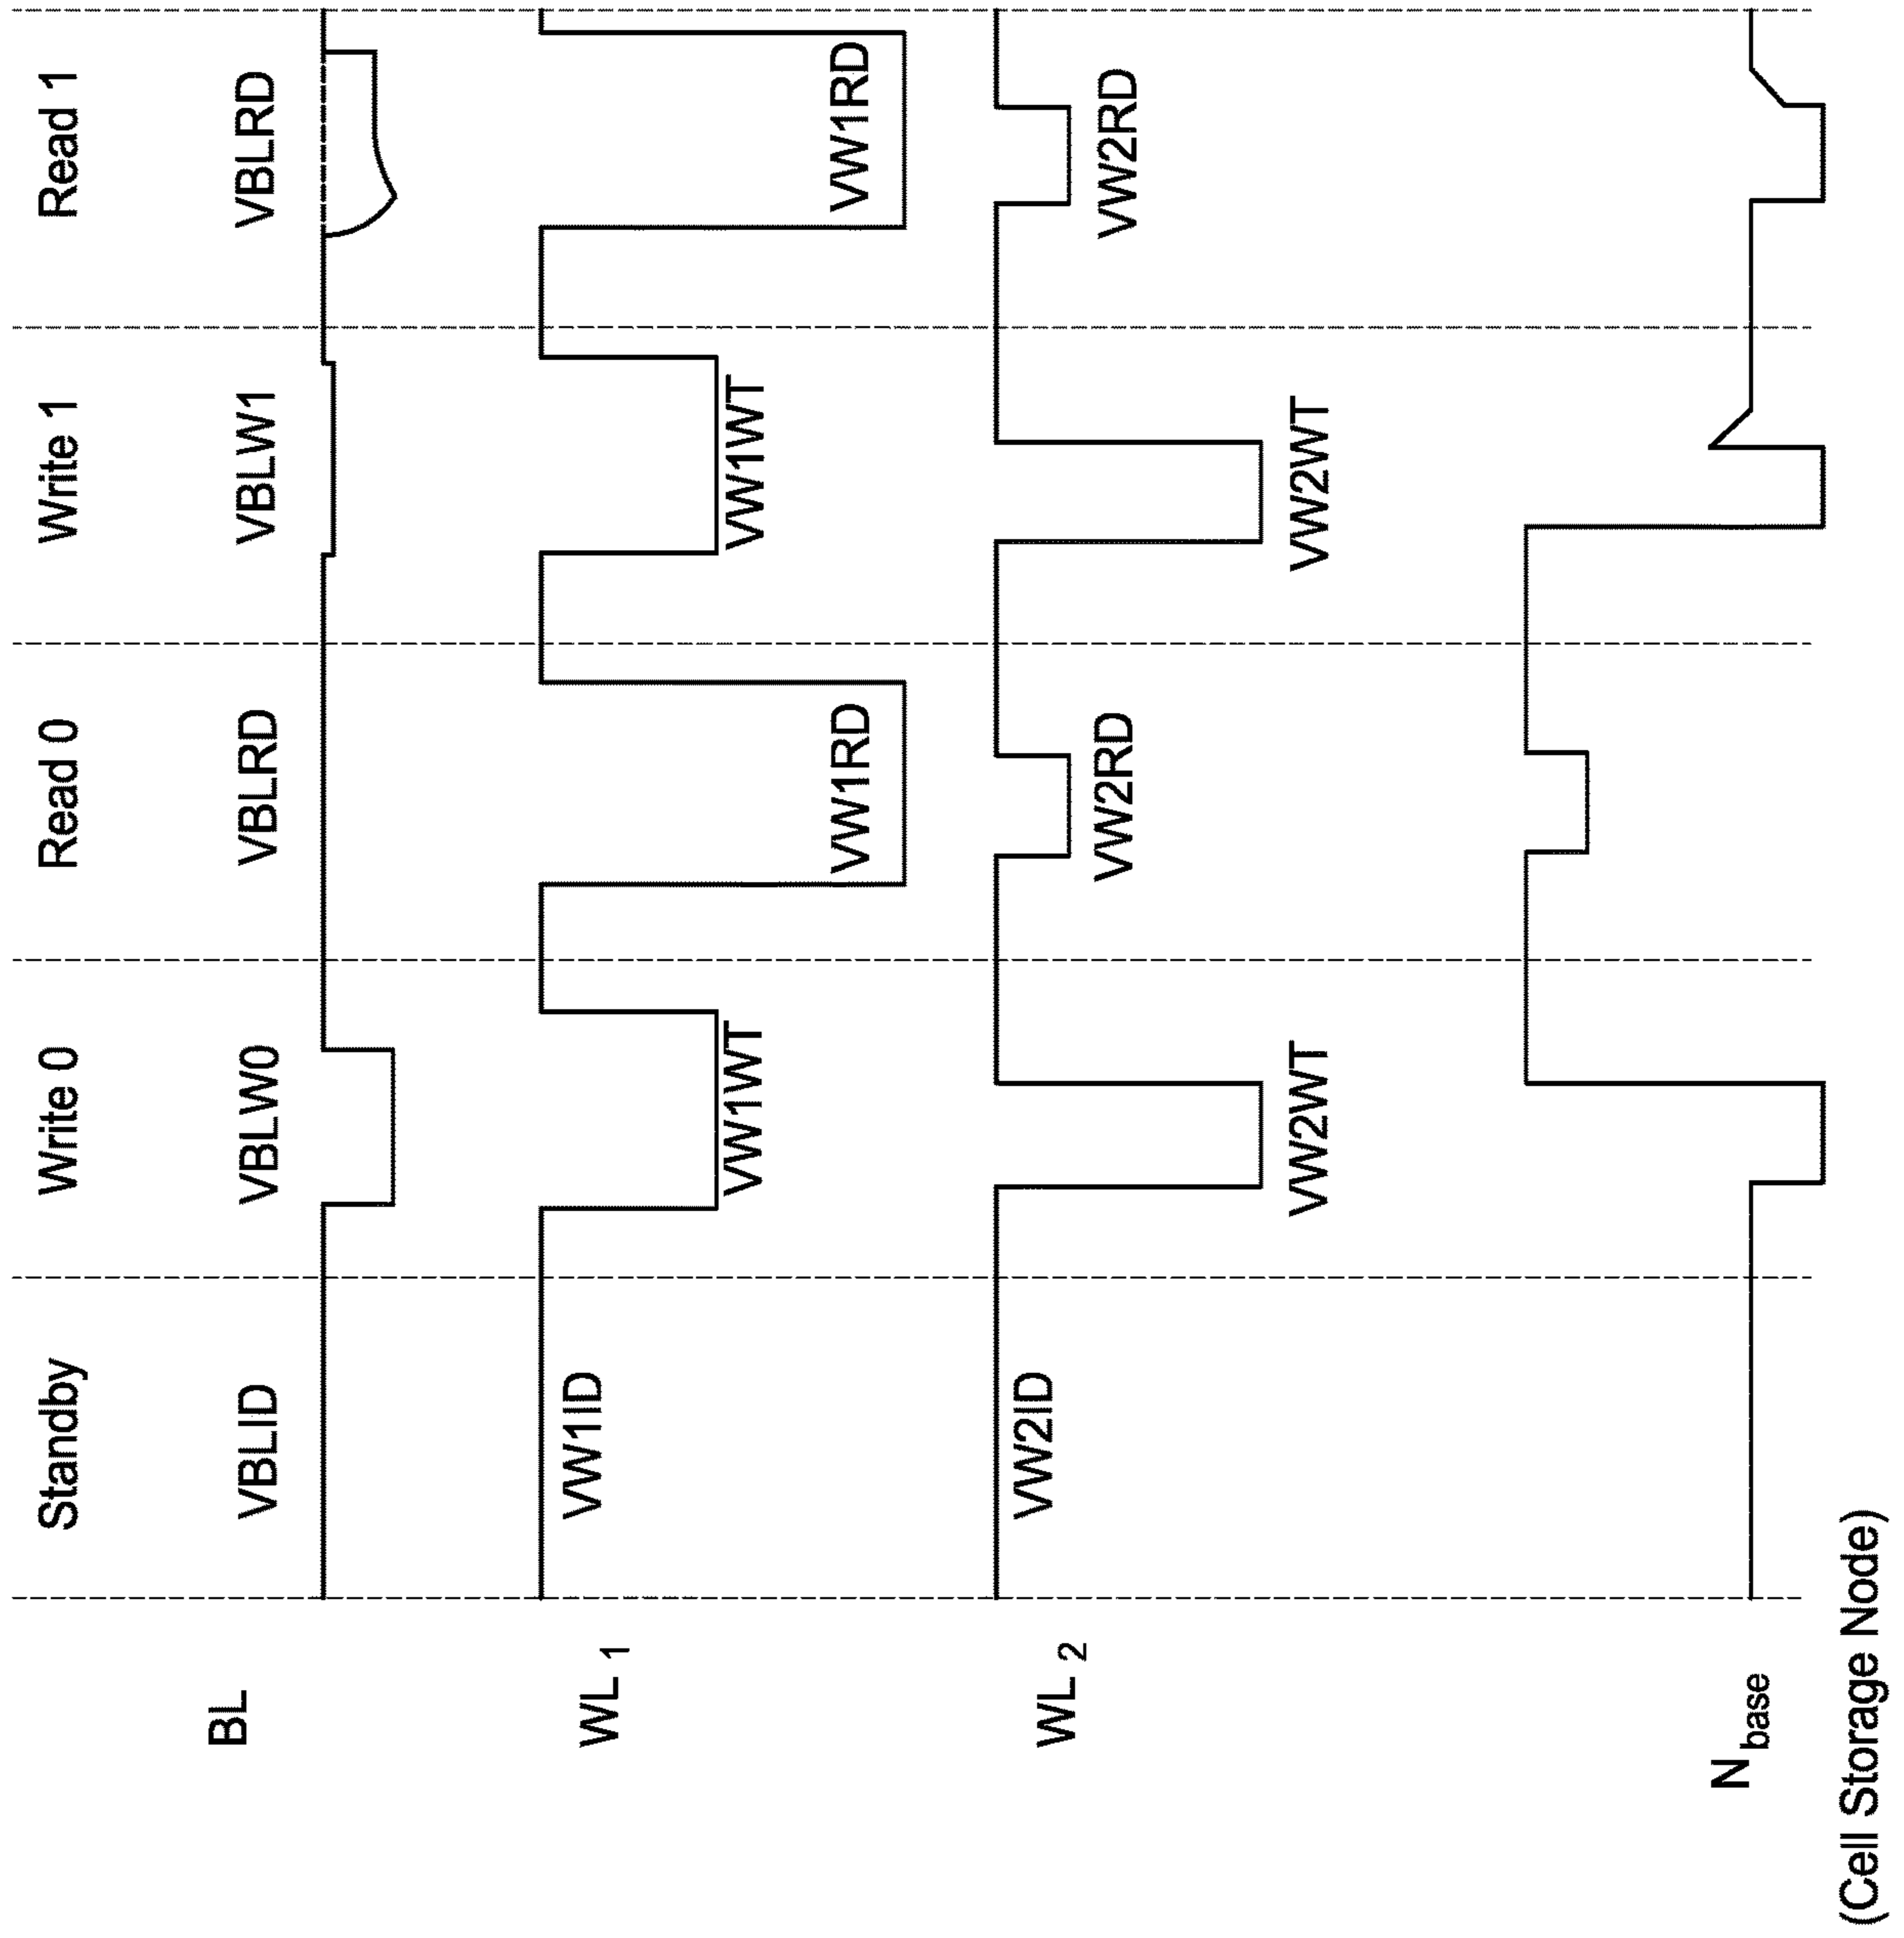 Standby Write 0 Read 0 Write 1 Read 1
BL VBLID VBLW0 VBLRD VBLW1 VBLRD
WL 1 VW1ID VW1WT VW1RD VW1WT VW1RD
WL 2 VW2ID VW2WT VW2RD VW2WT VW2RD
N base
(Cell Storage Node)